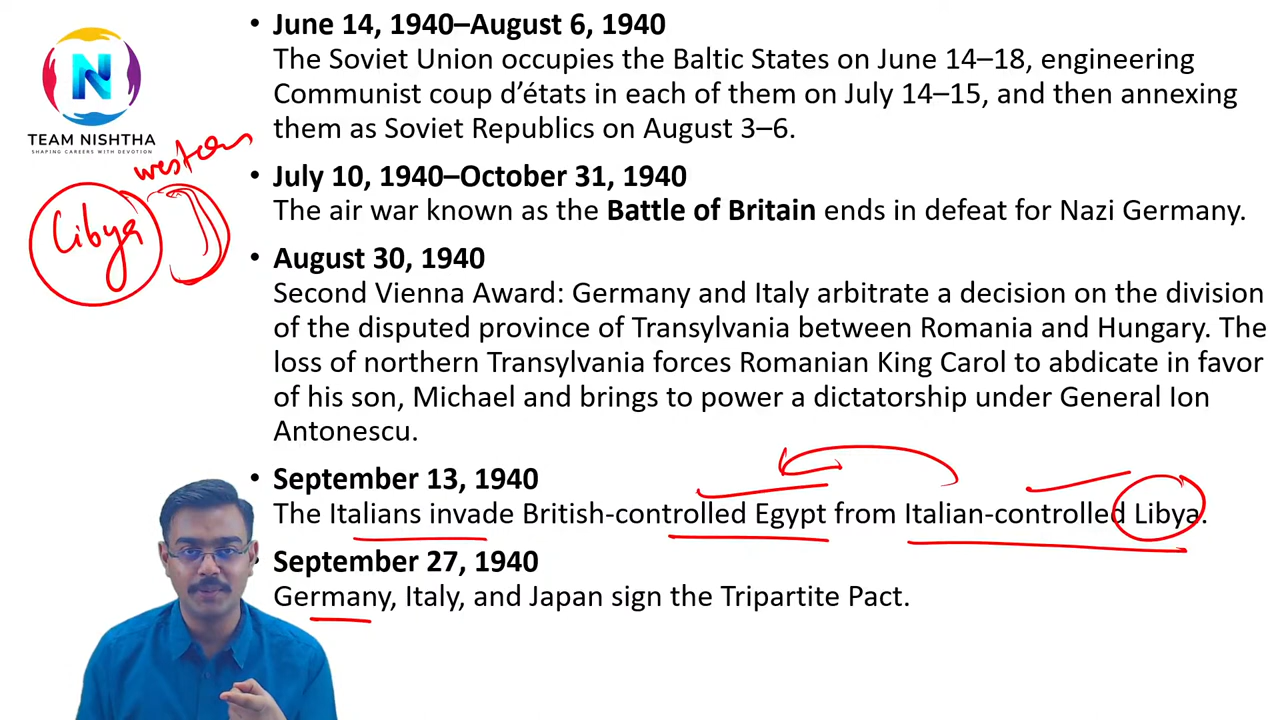 TEAM NISHTHA
SHAPING CAREERS WITH DEVOTION
western
Libya
• June 14, 1940–August 6, 1940
The Soviet Union occupies the Baltic States on June 14–18, engineering
Communist coup d’états in each of them on July 14–15, and then annexing
them as Soviet Republics on August 3–6.
• July 10, 1940–October 31, 1940
The air war known as the Battle of Britain ends in defeat for Nazi Germany.
• August 30, 1940
Second Vienna Award: Germany and Italy arbitrate a decision on the division
of the disputed province of Transylvania between Romania and Hungary. The
loss of northern Transylvania forces Romanian King Carol to abdicate in favor
of his son, Michael and brings to power a dictatorship under General Ion
Antonescu.
• September 13, 1940
The Italians invade British-controlled Egypt from Italian-controlled Libya.
• September 27, 1940
Germany, Italy, and Japan sign the Tripartite Pact.